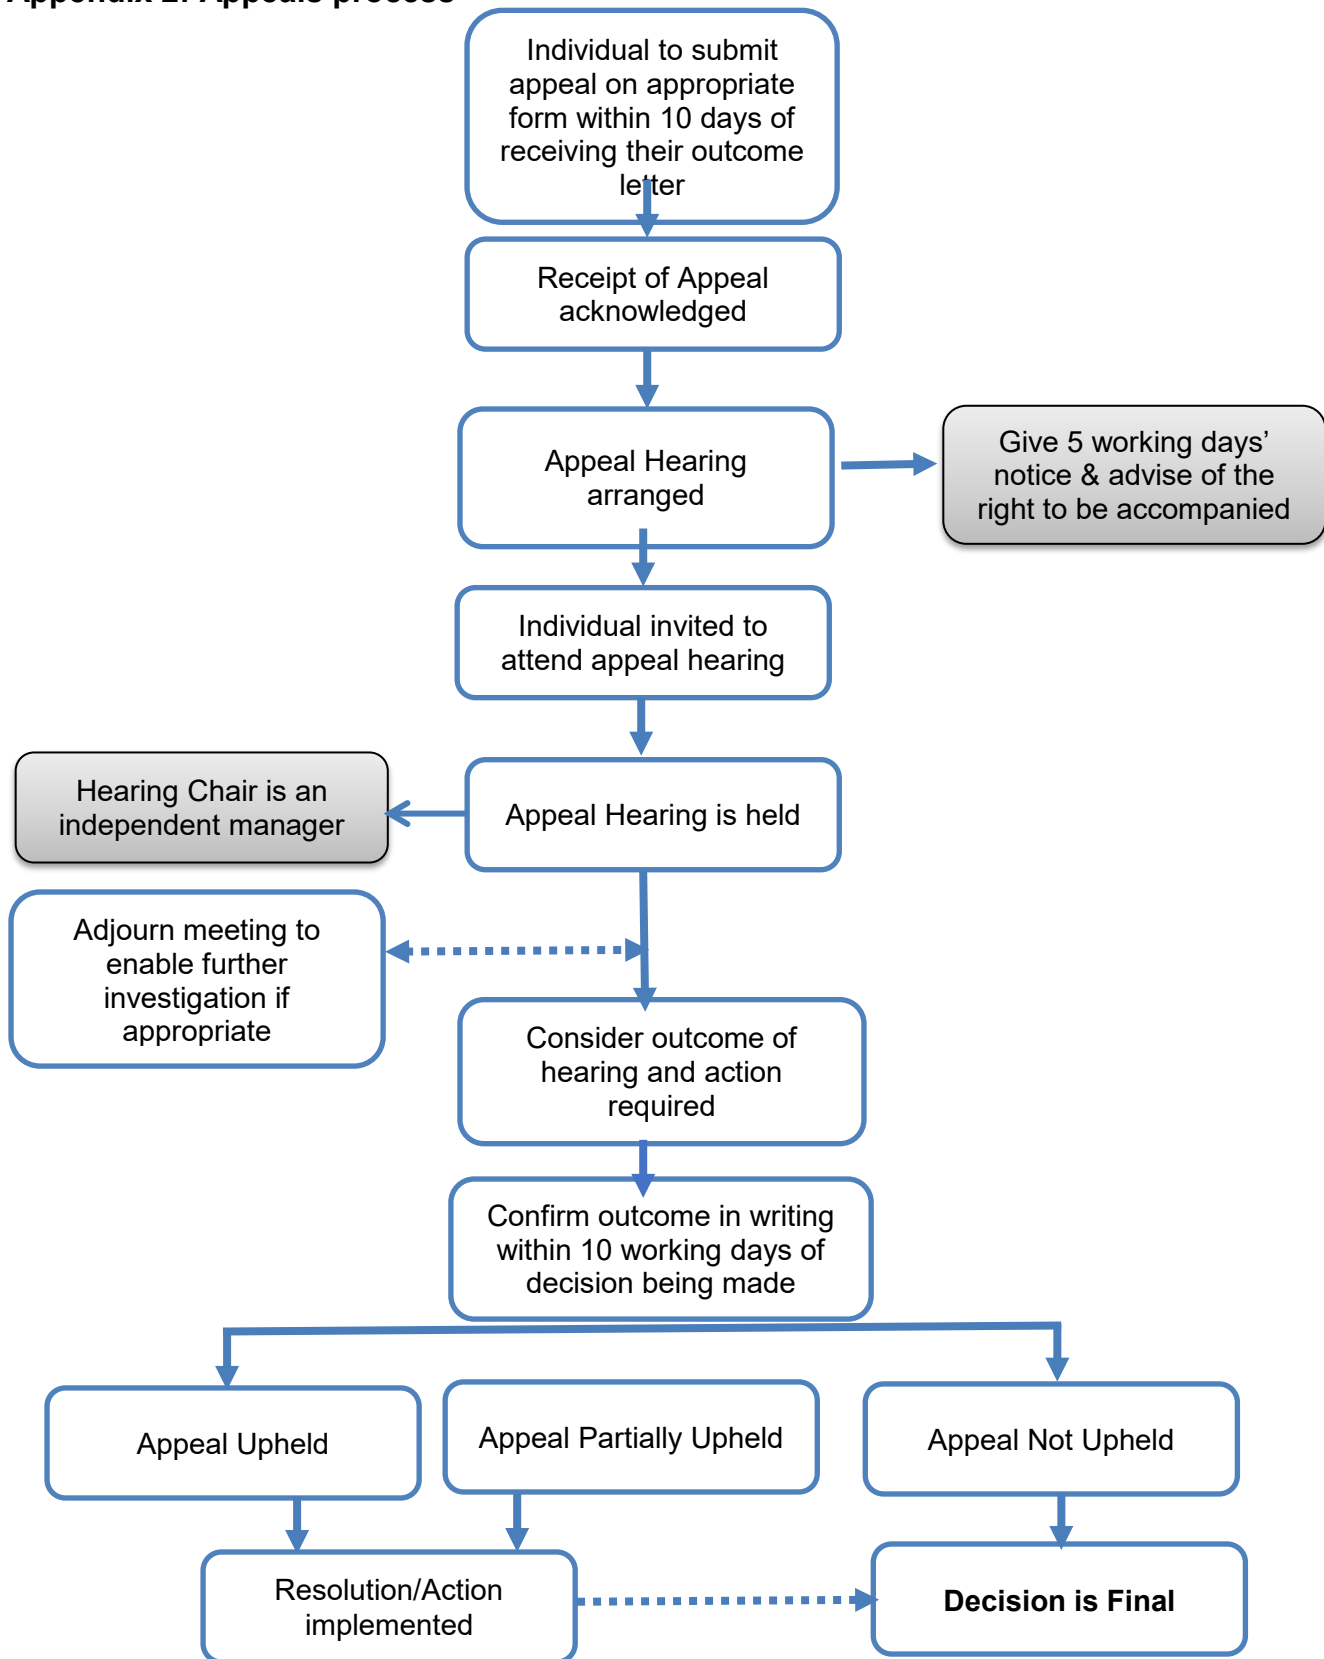 Appendix 2: Appeals process
Individual to submit
appeal on appropriate
form within 10 days of
receiving their outcome
letter
Receipt of Appeal
acknowledged
Appeal Hearing
arranged
Give 5 working days’
notice & advise of the
right to be accompanied
Individual invited to
attend appeal hearing
Hearing Chair is an
independent manager
Appeal Hearing is held
Adjourn meeting to
enable further
investigation if
appropriate
Consider outcome of
hearing and action
required
Confirm outcome in writing
within 10 working days of
decision being made
Appeal Upheld
Appeal Partially Upheld
Appeal Not Upheld
Resolution/Action
implemented
Decision is Final